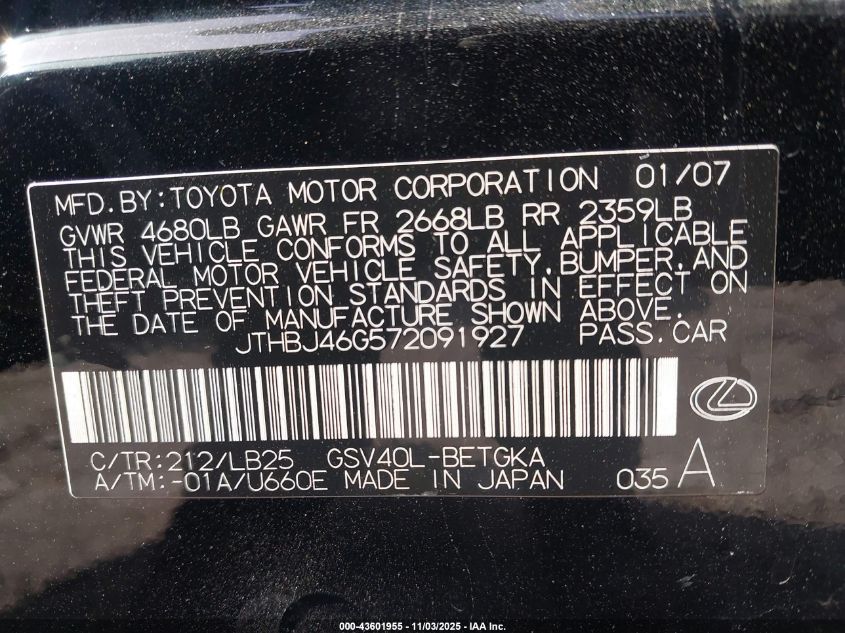 MFD. BY: TOYOTA MOTOR CORPORATION 01/07
GVWR 4680LB GAWR FR 2668LB RR 2359LB
THIS VEHICLE CONFORMS TO ALL APPLICABLE
FEDERAL MOTOR VEHICLE SAFETY, BUMPER, AND
THEFT PREVENTION STANDARDS IN EFFECT ON
THE DATE OF MANUFACTURE SHOWN ABOVE.
JTHBJ46G572091927 PASS. CAR
C/TR:212/LB25 GSV40L-BETGKA
A/TM:-01A/U660E MADE IN JAPAN 035 A
000-43601955 - 11/03/2025 - IAA Inc.